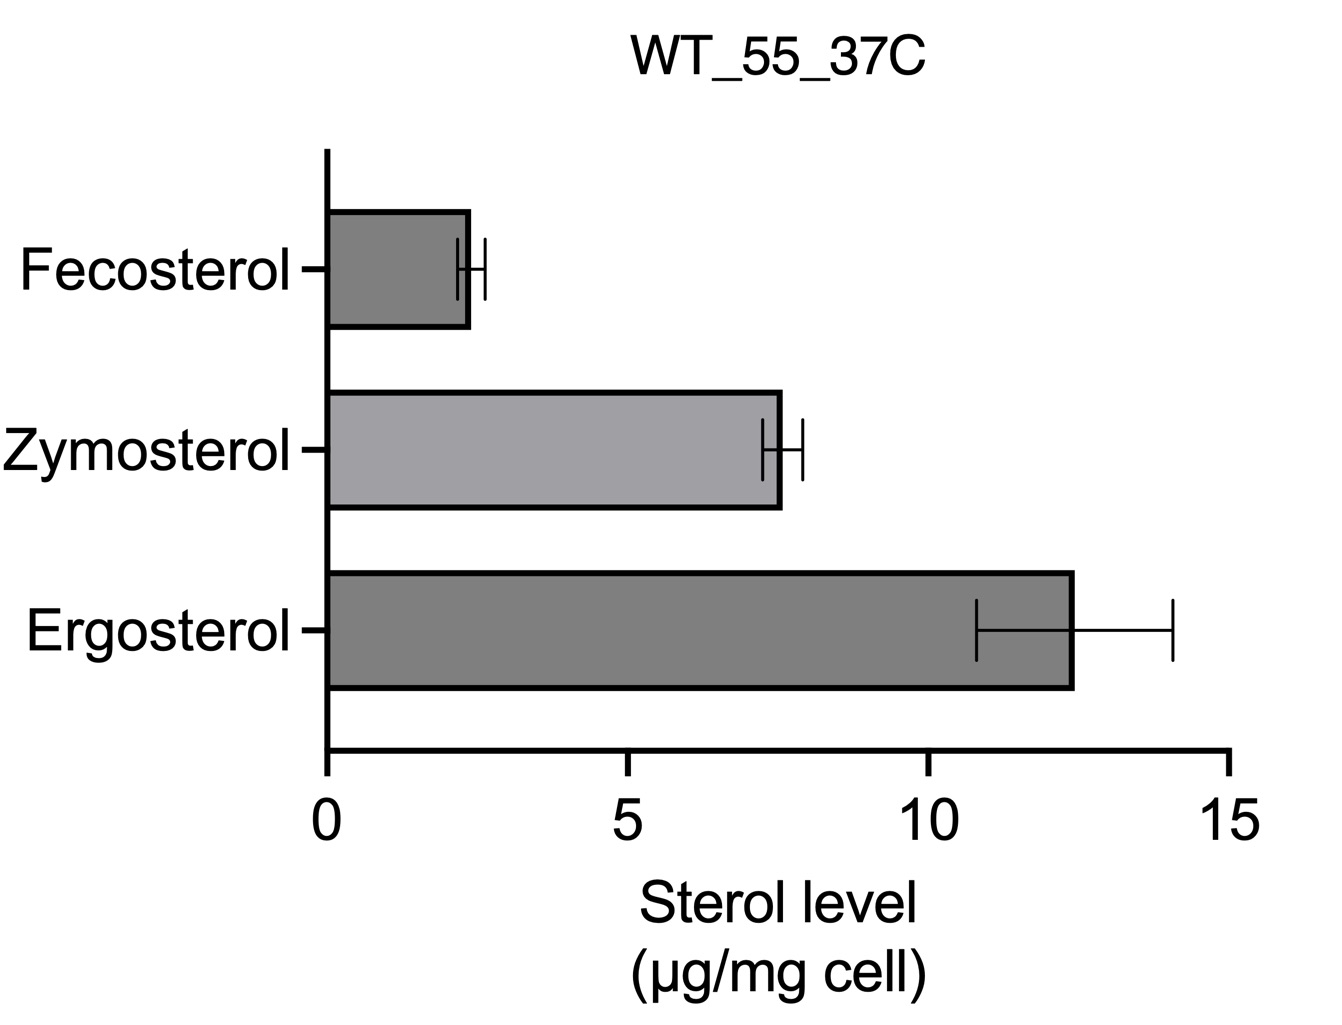 WT_55_37C
Fecosterol
Zymosterol
Ergosterol
0 5 10 15
Sterol level
(µg/mg cell)